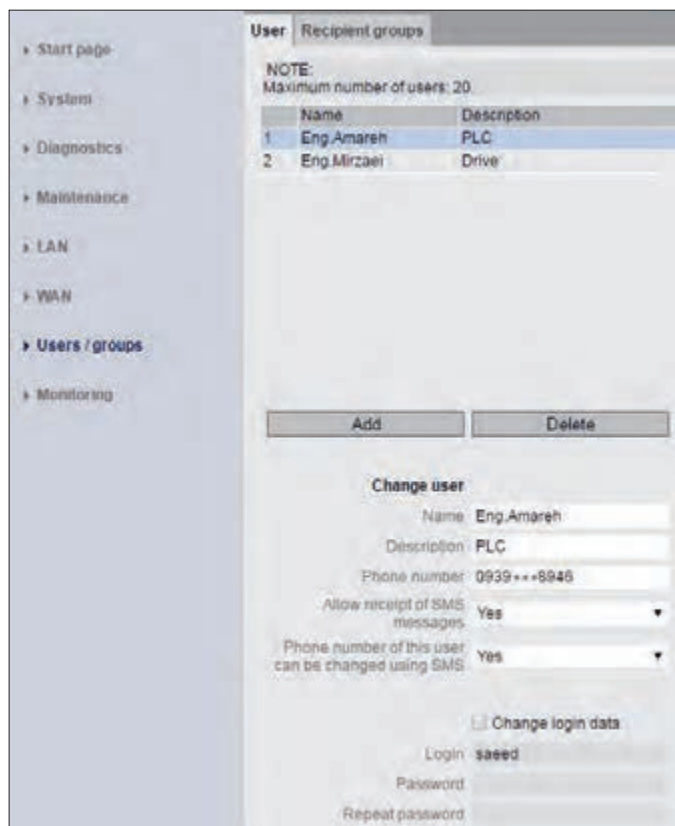 Start page
System
Diagnostics
Maintenance
LAN
WAN
Users / groups
Monitoring
User Recipient groups
NOTE:
Maximum number of users: 20.
Name Description
1 Eng.Amareh PLC
2 Eng.Mirzaei Drive
Add Delete
Change user
Name Eng.Amareh
Description PLC
Phone number 0939***8946
Allow receipt of SMS
messages Yes
Phone number of this user
can be changed using SMS Yes
Change login data
Login saeed
Password
Repeat password